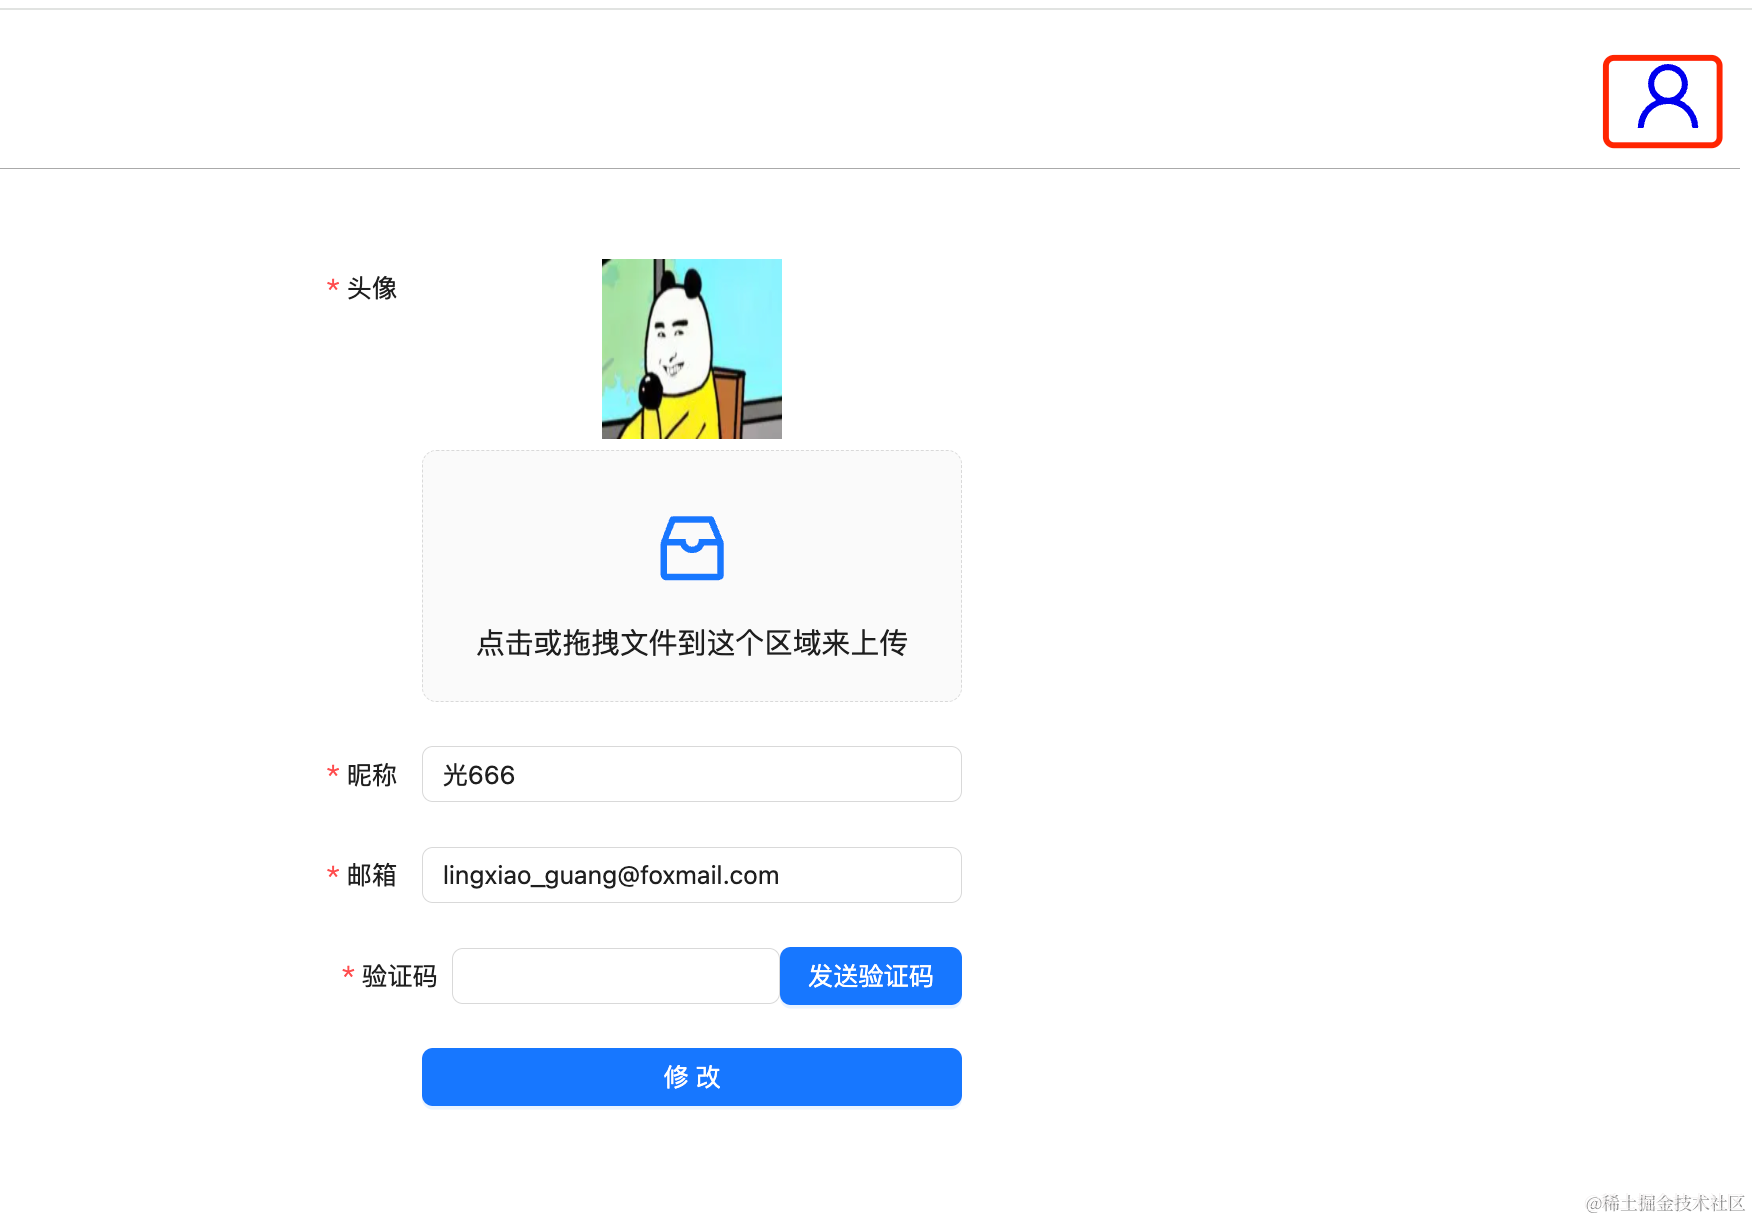 * 头像
点击或拖拽文件到这个区域来上传
* 昵称 光666
* 邮箱 lingxiao_guang@foxmail.com
* 验证码 发送验证码
修 改
@稀土掘金技术社区